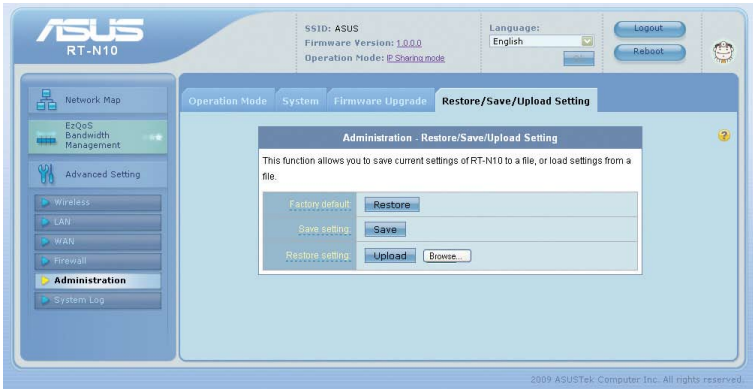 ASUS
RT-N10
SSID: ASUS
Firmware Version: 1.0.0.0
Operation Mode: IP Sharing mode
Language:
English
Logout
Reboot
Network Map
EzQoS
Bandwidth
Management
Advanced Setting
Wireless
LAN
WAN
Firewall
Administration
System Log
Operation Mode
System
Firmware Upgrade
Restore/Save/Upload Setting
Administration - Restore/Save/Upload Setting
This function allows you to save current settings of RT-N10 to a file, or load settings from a
file.
Factory default:
Restore
Save setting:
Save
Restore setting:
Upload
Browse...
2009 ASUSTek Computer Inc. All rights reserved.